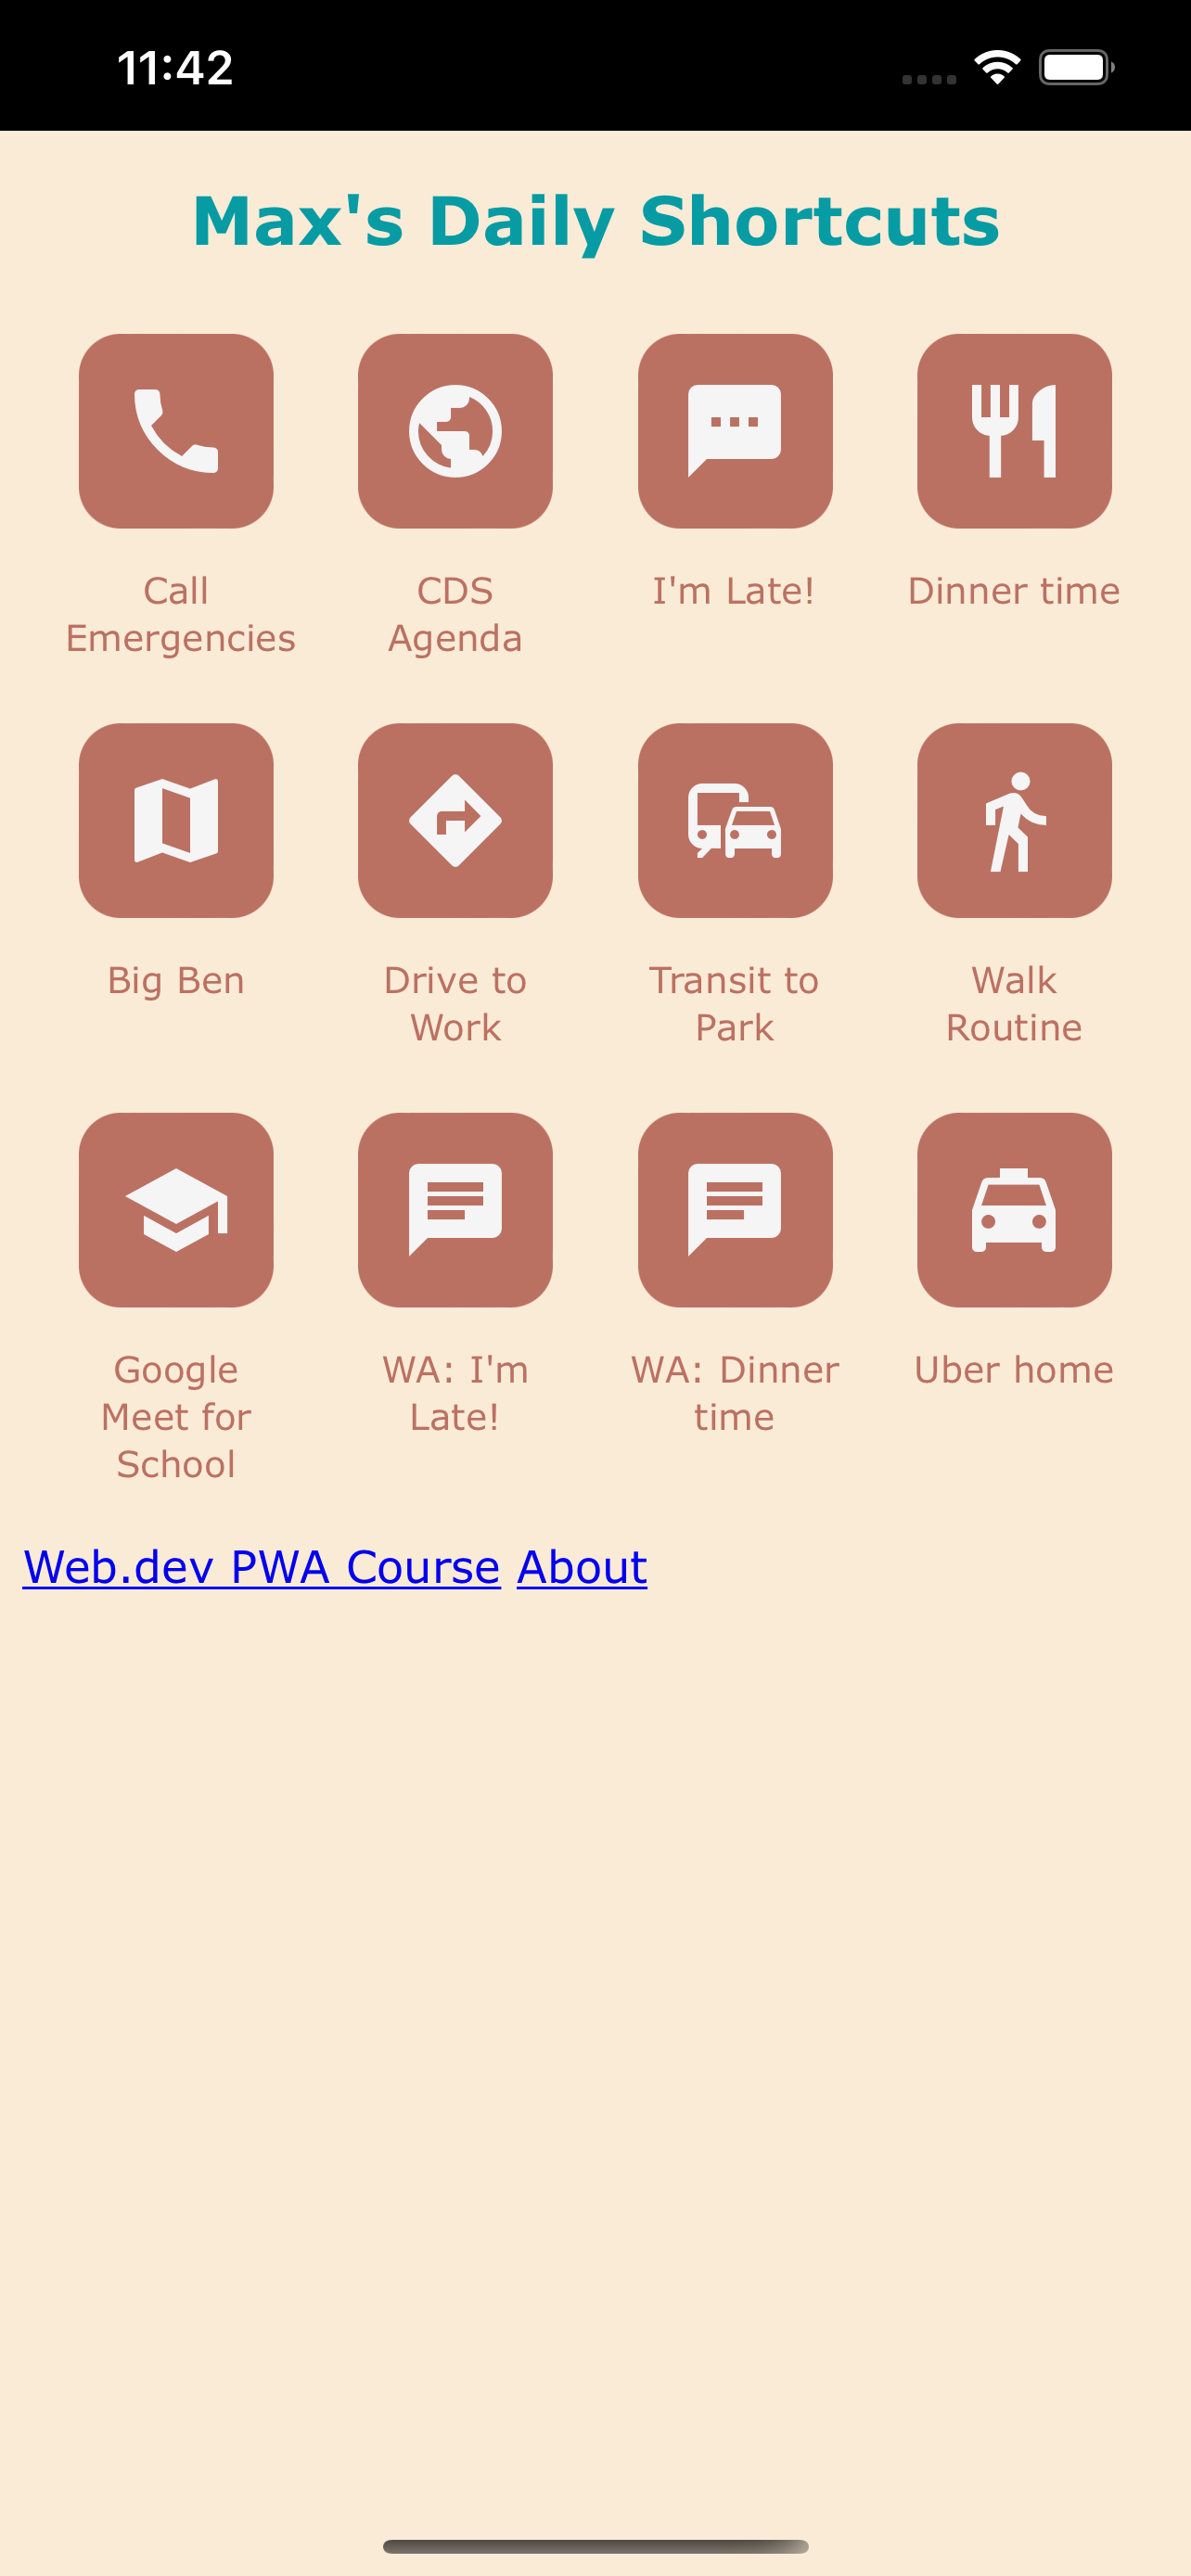 11:42
Max's Daily Shortcuts
Call
Emergencies
CDS
Agenda
I'm Late!
Dinner time
Big Ben
Drive to
Work
Transit to
Park
Walk
Routine
Google
Meet for
School
WA: I'm
Late!
WA: Dinner
time
Uber home
Web.dev PWA Course About